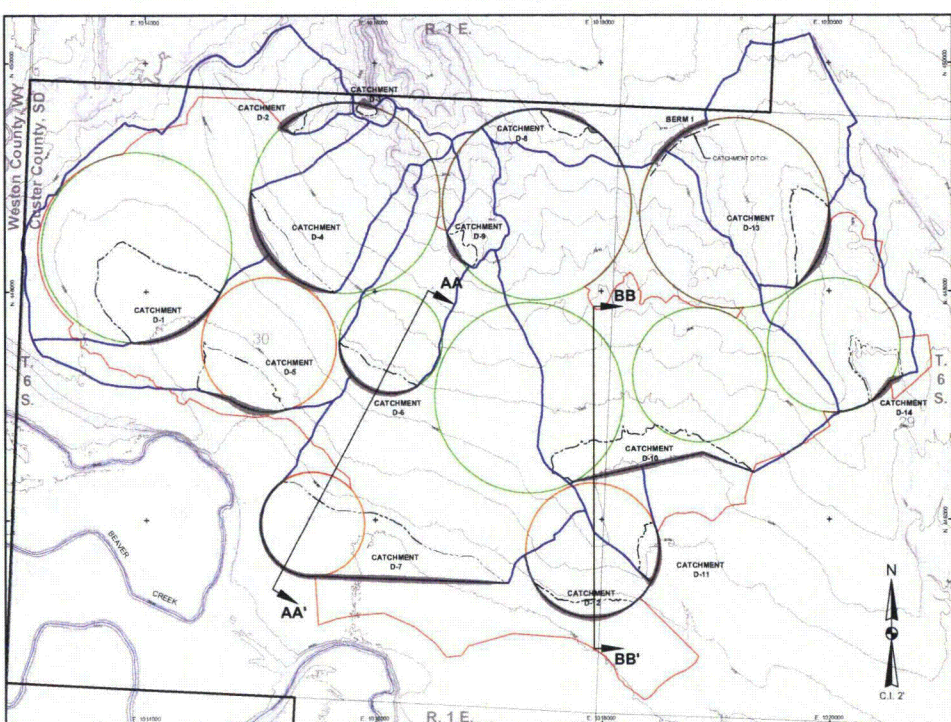 R. 1 E.
Weston County, WY
Custer County, SD
CATCHMENT
D-2
CATCHMENT
CATCHMENT
D-8
BERM 1
CATCHMENT DITCH
CATCHMENT
D-4
CATCHMENT
D-9
CATCHMENT
D-13
AA
BB
CATCHMENT
D-1
30
CATCHMENT
D-5
T.
6
S.
T.
6
S.
CATCHMENT
D-6
CATCHMENT
D-14
29
CATCHMENT
D-10
BEAVER
CREEK
CATCHMENT
D-7
CATCHMENT
D-11
CATCHMENT
D-12
AA'
BB'
N
C.I. 2'
R. 1 E.